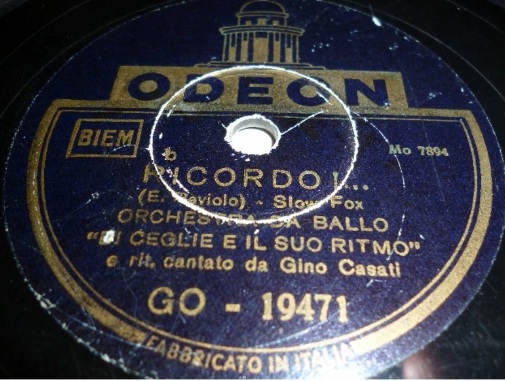 ODEON
BIEM
Mo 7894
b
RICORDO!...
(E. Raviolo) - Slow Fox
ORCHESTRA DA BALLO
"DI CEGLIE E IL SUO RITMO"
e rit. cantato da Gino Casati
GO - 19471
FABBRICATO IN ITALIA